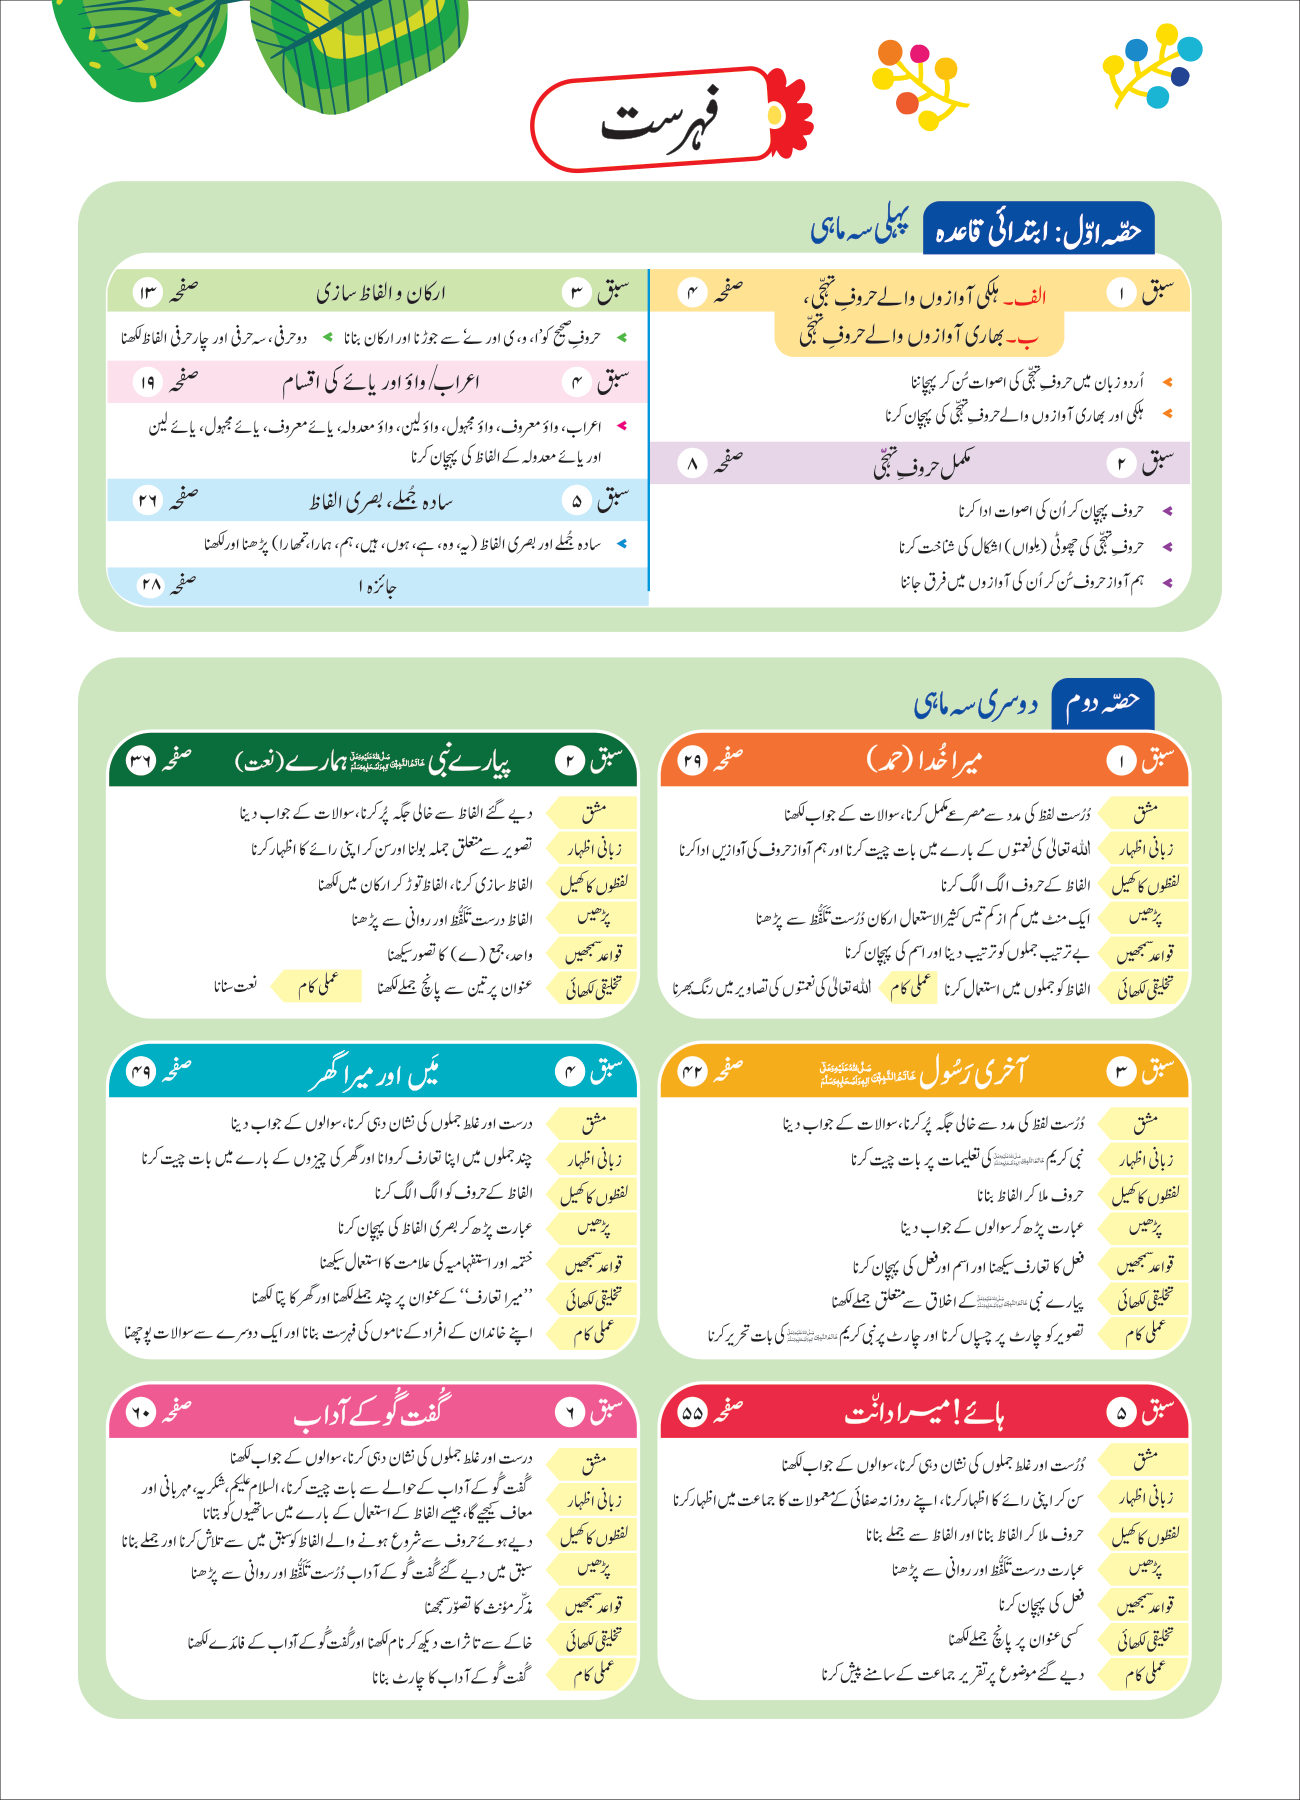 فہرست
حصّہ اوّل: ابتدائی قاعدہ پہلی سہ ماہی
سبق ۱ الف۔ ہلکی آوازوں والے حروفِ تہجّی، صفحہ ۴
ب۔ بھاری آوازوں والے حروفِ تہجّی
اُردو زبان میں حروفِ تہجّی کی اصوات سُن کر پہچاننا
ہلکی اور بھاری آوازوں والے حروفِ تہجّی کی پہچان کرنا
سبق ۲ مکمل حروفِ تہجّی صفحہ ۸
حروف پہچان کر اُن کی اصوات ادا کرنا
حروفِ تہجّی کی چھوٹی (مِلواں) اشکال کی شناخت کرنا
ہم آواز حروف سُن کر اُن کی آوازوں میں فرق جاننا
سبق ۳ ارکان و الفاظ سازی صفحہ ۱۳
حروفِ صحیح کو ’ا، و، ی اور ے‘ سے جوڑنا اور ارکان بنانا دو حرفی، سہ حرفی اور چار حرفی الفاظ لکھنا
سبق ۴ اعراب/ واؤ اور یائے کی اقسام صفحہ ۱۹
اعراب، واؤ معروف، واؤ مجہول، واؤ لین، واؤ معدولہ، یائے معروف، یائے مجہول، یائے لین
اور یائے معدولہ کے الفاظ کی پہچان کرنا
سبق ۵ سادہ جُملے، بصری الفاظ صفحہ ۲۶
سادہ جُملے اور بصری الفاظ (یہ، وہ، ہے، ہوں، ہیں، ہم، ہمارا، تمھارا) پڑھنا اور لکھنا
جائزہ ۱ صفحہ ۲۸
حصّہ دوم دوسری سہ ماہی
سبق ۱ میرا خُدا (حمد) صفحہ ۲۹
مشق دُرُست لفظ کی مدد سے مصرعے مکمل کرنا، سوالات کے جواب لکھنا
زبانی اظہار اللہ تعالیٰ کی نعمتوں کے بارے میں بات چیت کرنا اور ہم آواز حروف کی آوازیں ادا کرنا
لفظوں کا کھیل الفاظ کے حروف الگ الگ کرنا
پڑھیں ایک منٹ میں کم از کم تیس کثیرالاستعمال ارکان دُرُست تَلَفُّظ سے پڑھنا
قواعد سمجھیں بے ترتیب جملوں کو ترتیب دینا اور اسم کی پہچان کرنا
تخلیقی لکھائی الفاظ کو جملوں میں استعمال کرنا عملی کام اللہ تعالیٰ کی نعمتوں کی تصاویر میں رنگ بھرنا
سبق ۲ پیارے نبی خَاتَمُ النَّبِیّٖنَ صَلَّی اللہُ عَلَیْہِ وَعَلٰٓی اٰلِہٖ وَاَصْحَابِہٖ وَسَلَّمَ ہمارے (نعت) صفحہ ۳۶
مشق دیے گئے الفاظ سے خالی جگہ پُر کرنا، سوالات کے جواب دینا
زبانی اظہار تصویر سے متعلق جملہ بولنا اور سن کر اپنی رائے کا اظہار کرنا
لفظوں کا کھیل الفاظ سازی کرنا، الفاظ توڑ کر ارکان میں لکھنا
پڑھیں الفاظ درست تَلَفُّظ اور روانی سے پڑھنا
قواعد سمجھیں واحد، جمع (ے) کا تصور سیکھنا
تخلیقی لکھائی عنوان پر تین سے پانچ جملے لکھنا عملی کام نعت سنانا
سبق ۳ آخری رَسُول خَاتَمُ النَّبِیّٖنَ صَلَّی اللہُ عَلَیْہِ وَعَلٰٓی اٰلِہٖ وَاَصْحَابِہٖ وَسَلَّمَ صفحہ ۴۲
مشق دُرُست لفظ کی مدد سے خالی جگہ پُر کرنا، سوالات کے جواب دینا
زبانی اظہار نبی کریم کی تعلیمات پر بات چیت کرنا
لفظوں کا کھیل حروف ملا کر الفاظ بنانا
پڑھیں عبارت پڑھ کر سوالوں کے جواب دینا
قواعد سمجھیں فعل کا تعارف سیکھنا اور اسم اور فعل کی پہچان کرنا
تخلیقی لکھائی پیارے نبی کے اخلاق سے متعلق جملے لکھنا
عملی کام تصویر کو چارٹ پر چسپاں کرنا اور چارٹ پر نبی کریم کی بات تحریر کرنا
سبق ۴ مَیں اور میرا گھر صفحہ ۴۹
مشق درست اور غلط جملوں کی نشان دہی کرنا، سوالوں کے جواب دینا
زبانی اظہار چند جملوں میں اپنا تعارف کروانا اور گھر کی چیزوں کے بارے میں بات چیت کرنا
لفظوں کا کھیل الفاظ کے حروف کو الگ الگ کرنا
پڑھیں عبارت پڑھ کر بصری الفاظ کی پہچان کرنا
قواعد سمجھیں ختمہ اور استفہامیہ کی علامت کا استعمال سیکھنا
تخلیقی لکھائی ”میرا تعارف“ کے عنوان پر چند جملے لکھنا اور گھر کا پتا لکھنا
عملی کام اپنے خاندان کے افراد کے ناموں کی فہرست بنانا اور ایک دوسرے سے سوالات پوچھنا
سبق ۵ ہائے! میرا دانت صفحہ ۵۵
مشق دُرُست اور غلط جملوں کی نشان دہی کرنا، سوالوں کے جواب لکھنا
زبانی اظہار سن کر اپنی رائے کا اظہار کرنا، اپنے روزانہ صفائی کے معمولات کا جماعت میں اظہار کرنا
لفظوں کا کھیل حروف ملا کر الفاظ بنانا اور الفاظ سے جملے بنانا
پڑھیں عبارت درست تَلَفُّظ اور روانی سے پڑھنا
قواعد سمجھیں فعل کی پہچان کرنا
تخلیقی لکھائی کسی عنوان پر پانچ جملے لکھنا
عملی کام دیے گئے موضوع پر تقریر جماعت کے سامنے پیش کرنا
سبق ۶ گُفت گُو کے آداب صفحہ ۶۰
مشق درست اور غلط جملوں کی نشان دہی کرنا، سوالوں کے جواب لکھنا
زبانی اظہار گُفت گُو کے آداب کے حوالے سے بات چیت کرنا، السلام علیکم، شکریہ، مہربانی اور
معاف کیجیے گا، جیسے الفاظ کے استعمال کے بارے میں ساتھیوں کو بتانا
لفظوں کا کھیل دیے ہوئے حروف سے شروع ہونے والے الفاظ کو سبق میں سے تلاش کرنا اور جملے بنانا
پڑھیں سبق میں دیے گئے گُفت گُو کے آداب دُرُست تَلَفُّظ اور روانی سے پڑھنا
قواعد سمجھیں مذکّر مؤنث کا تصوّر سمجھنا
تخلیقی لکھائی خاکے سے تاثرات دیکھ کر نام لکھنا اور گُفت گُو کے آداب کے فائدے لکھنا
عملی کام گُفت گُو کے آداب کا چارٹ بنانا